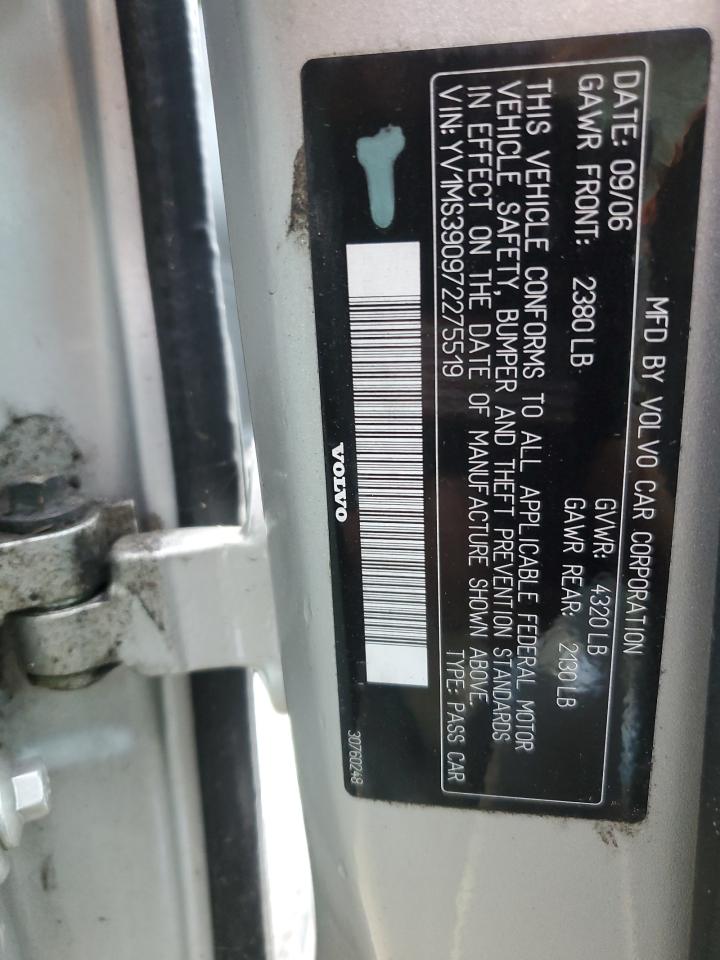 MFD BY VOLVO CAR CORPORATION
DATE: 09/06 GVWR: 4320 LB
GAWR FRONT: 2380 LB GAWR REAR: 2130 LB
THIS VEHICLE CONFORMS TO ALL APPLICABLE FEDERAL MOTOR
VEHICLE SAFETY, BUMPER AND THEFT PREVENTION STANDARDS
IN EFFECT ON THE DATE OF MANUFACTURE SHOWN ABOVE.
VIN: YV1MS390972275519 TYPE: PASS CAR
VOLVO
30760248